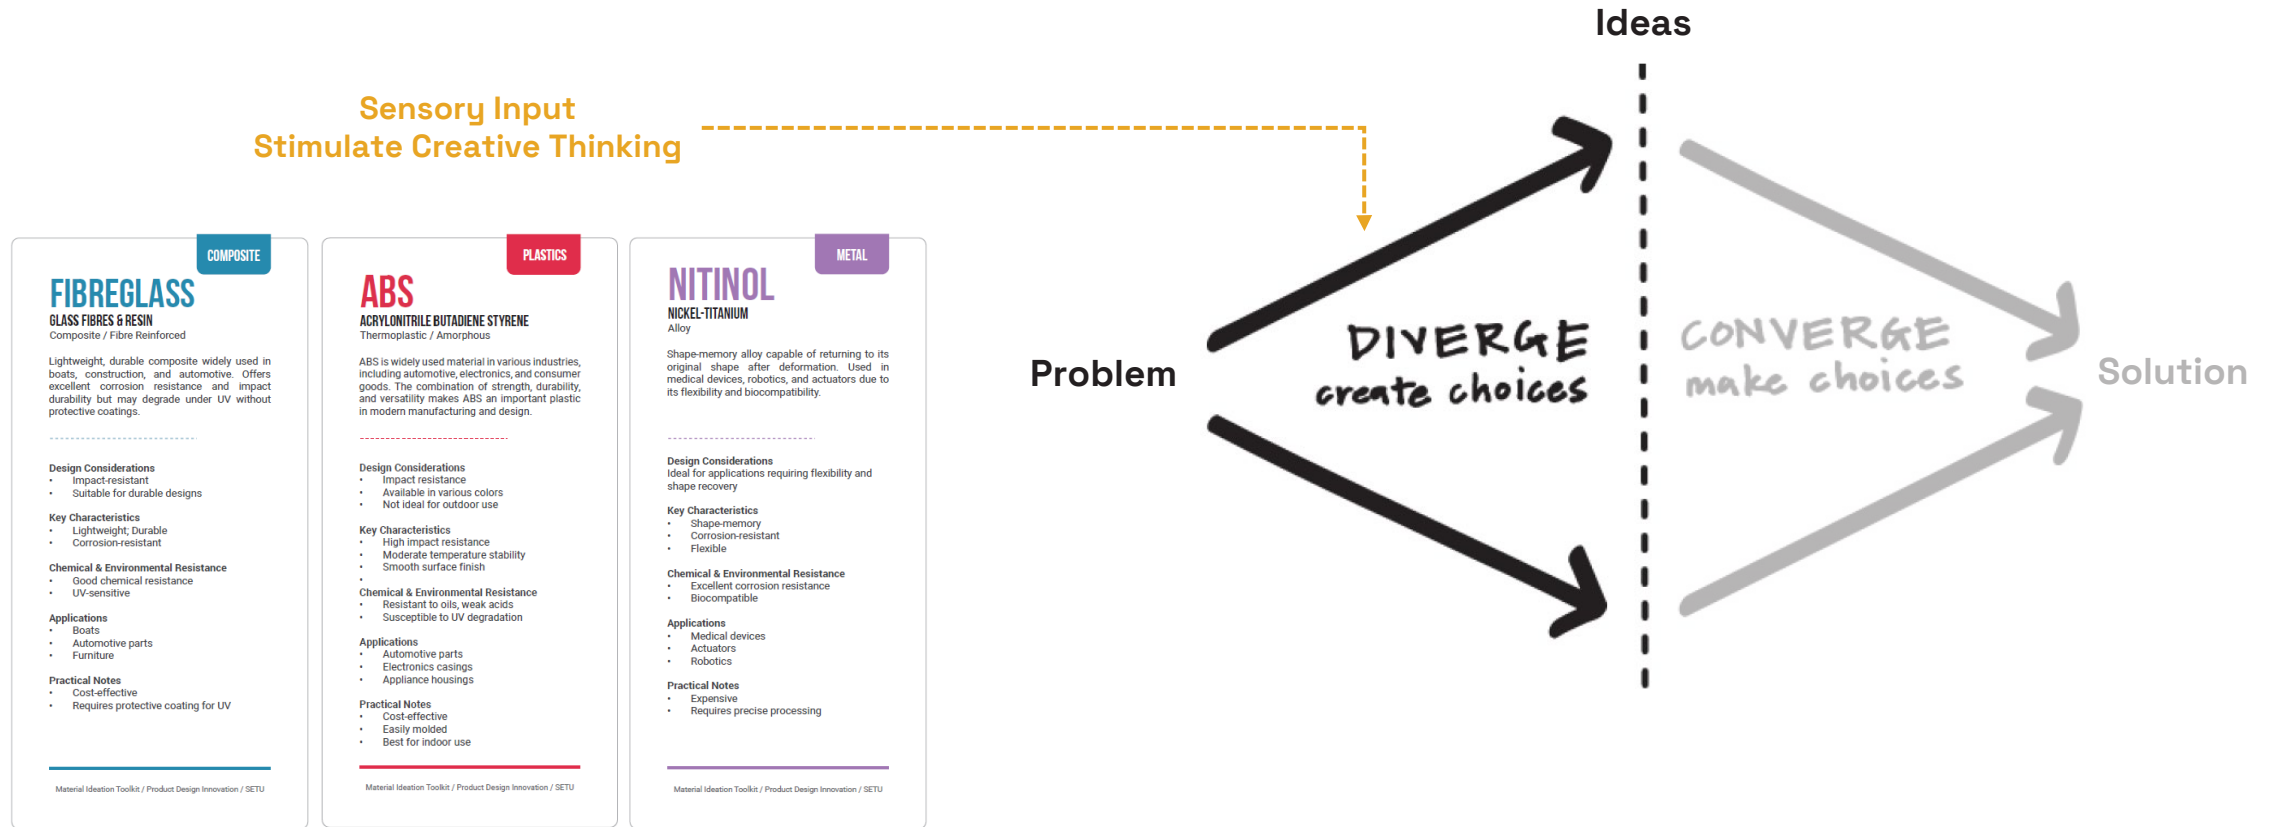 Ideas
Sensory Input
Stimulate Creative Thinking
COMPOSITE
FIBREGLASS
GLASS FIBRES & RESIN
Composite / Fibre Reinforced
Lightweight, durable composite widely used in
boats, construction, and automotive. Offers
excellent corrosion resistance and impact
durability but may degrade under UV without
protective coatings.
Design Considerations
• Impact-resistant
• Suitable for durable designs
Key Characteristics
• Lightweight; Durable
• Corrosion-resistant
Chemical & Environmental Resistance
• Good chemical resistance
• UV-sensitive
Applications
• Boats
• Automotive parts
• Furniture
Practical Notes
• Cost-effective
• Requires protective coating for UV
Material Ideation Toolkit / Product Design Innovation / SETU
PLASTICS
ABS
ACRYLONITRILE BUTADIENE STYRENE
Thermoplastic / Amorphous
ABS is widely used material in various industries,
including automotive, electronics, and consumer
goods. The combination of strength, durability,
and versatility makes ABS an important plastic
in modern manufacturing and design.
Design Considerations
• Impact resistance
• Available in various colors
• Not ideal for outdoor use
Key Characteristics
• High impact resistance
• Moderate temperature stability
• Smooth surface finish
•
Chemical & Environmental Resistance
• Resistant to oils, weak acids
• Susceptible to UV degradation
Applications
• Automotive parts
• Electronics casings
• Appliance housings
Practical Notes
• Cost-effective
• Easily molded
• Best for indoor use
Material Ideation Toolkit / Product Design Innovation / SETU
METAL
NITINOL
NICKEL-TITANIUM
Alloy
Shape-memory alloy capable of returning to its
original shape after deformation. Used in
medical devices, robotics, and actuators due to
its flexibility and biocompatibility.
Design Considerations
Ideal for applications requiring flexibility and
shape recovery
Key Characteristics
• Shape-memory
• Corrosion-resistant
• Flexible
Chemical & Environmental Resistance
• Excellent corrosion resistance
• Biocompatible
Applications
• Medical devices
• Actuators
• Robotics
Practical Notes
• Expensive
• Requires precise processing
Material Ideation Toolkit / Product Design Innovation / SETU
Problem
DIVERGE
create choices
CONVERGE
make choices
Solution